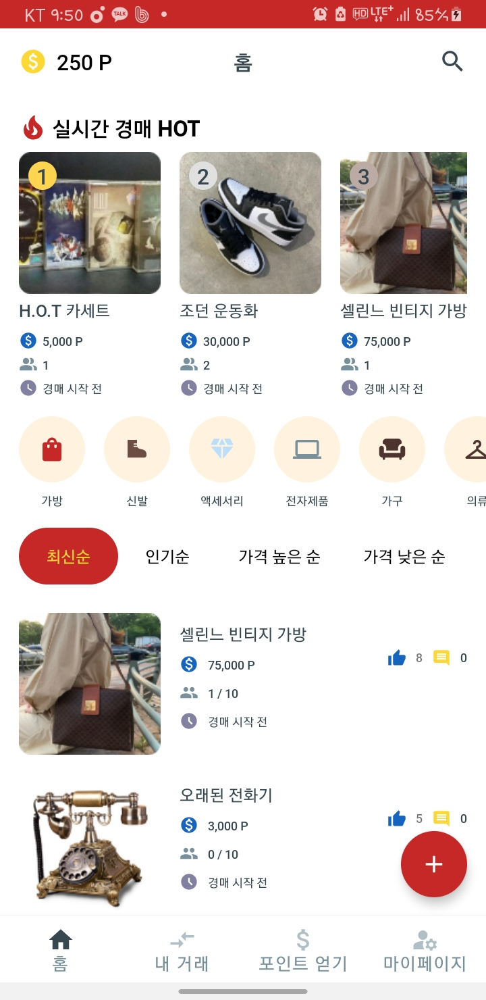 KT 9:50 TALK HD LTE+ 85%
250 P 홈
실시간 경매 HOT
1 2 3
H.O.T 카세트 조던 운동화 셀린느 빈티지 가방
5,000 P 30,000 P 75,000 P
1 2 1
경매 시작 전 경매 시작 전 경매 시작 전
가방 신발 액세서리 전자제품 가구 의류
최신순 인기순 가격 높은 순 가격 낮은 순
셀린느 빈티지 가방
75,000 P 8 0
1 / 10
경매 시작 전
오래된 전화기
3,000 P 5 0
0 / 10
경매 시작 전
+
홈 내 거래 포인트 얻기 마이페이지